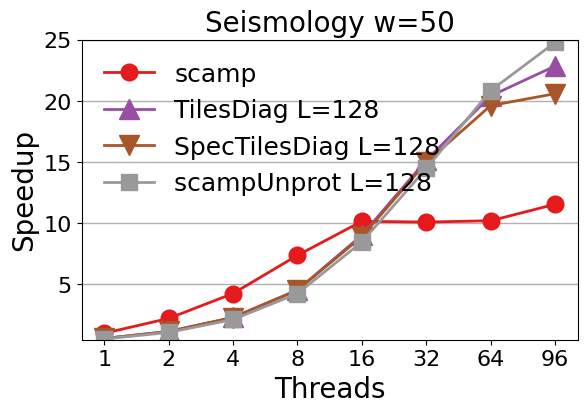 Seismology w=50
Speedup
25
20
15
10
5
scamp
TilesDiag L=128
SpecTilesDiag L=128
scampUnprot L=128
1 2 4 8 16 32 64 96
Threads